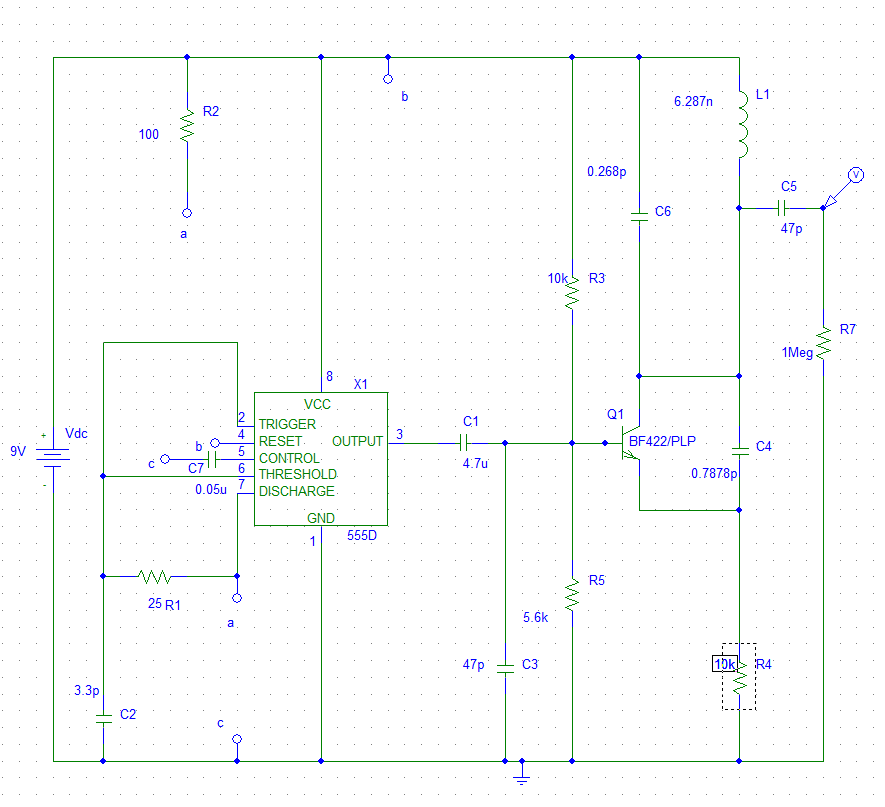 L1
6.287n
R2
b
100
V
0.268p
C5
C6
a
47p
10k R3
R7
1Meg
8
X1
VCC
2
TRIGGER
Q1
C1
4
RESET
OUTPUT
3
Vdc
+
9V
-
b
BF422/PLP
5
CONTROL
c
C7
4.7u
C4
6
THRESHOLD
0.7878p
0.05u
7
DISCHARGE
GND
1
555D
R5
25 R1
a
5.6k
47p
C3
10k
R4
3.3p
C2
c